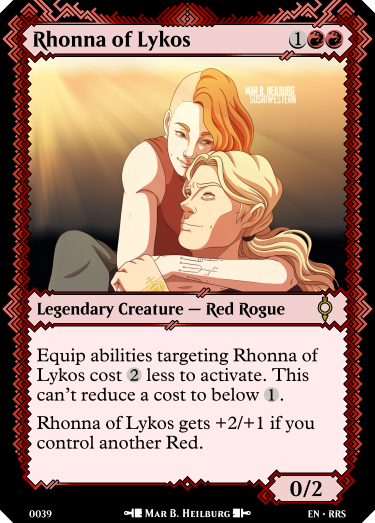 Rhonna of Lykos 1
MAR B. HEILBURG
SUSHIWESTERN
Legendary Creature — Red Rogue
Equip abilities targeting Rhonna of
Lykos cost 2 less to activate. This
can't reduce a cost to below 1.
Rhonna of Lykos gets +2/+1 if you
control another Red.
0/2
0039 MAR B. HEILBURG EN • RRS